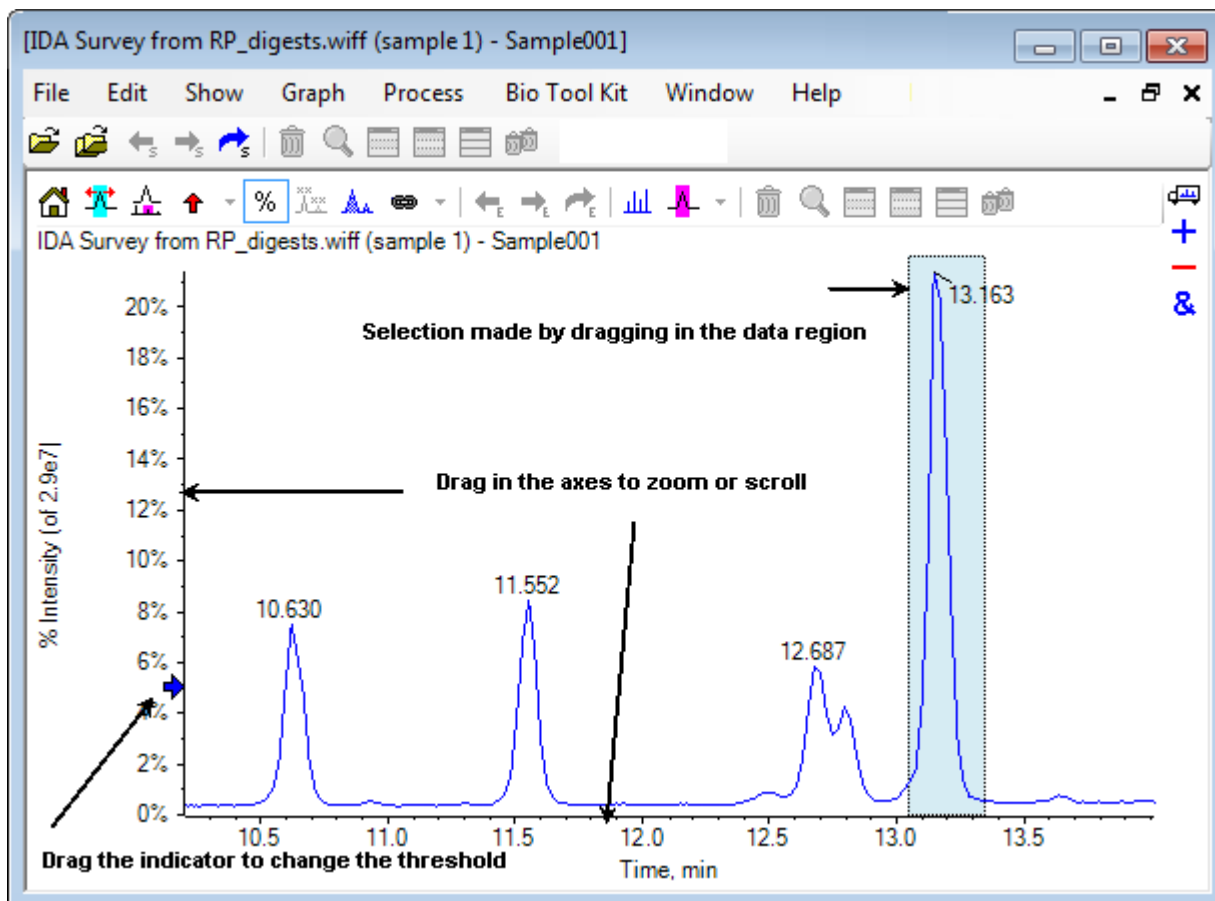 [IDA Survey from RP_digests.wiff (sample 1) - Sample001]
File Edit Show Graph Process Bio Tool Kit Window Help
S S S
% xx xx E E E
IDA Survey from RP_digests.wiff (sample 1) - Sample001
&
% Intensity (of 2.9e7)
20%
18%
16%
14%
12%
10%
8%
6%
4%
2%
0%
13.163
Selection made by dragging in the data region
Drag in the axes to zoom or scroll
11.552
10.630
12.687
10.5 11.0 11.5 12.0 12.5 13.0 13.5
Drag the indicator to change the threshold
Time, min